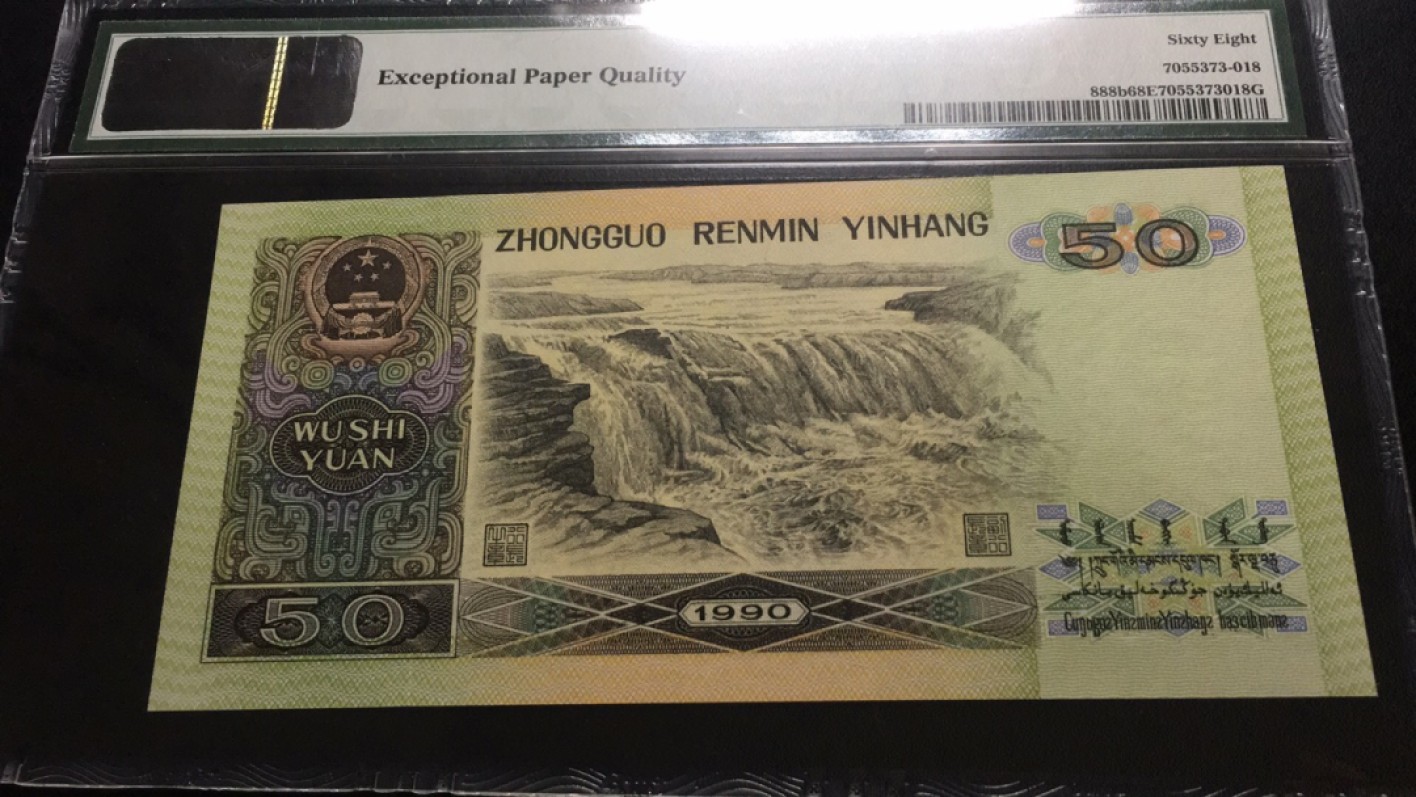 Exceptional Paper Quality
Sixty Eight
7055373-018
888b68E7055373018G
ZHONGGUO RENMIN YINHANG
50
WU SHI
YUAN
50
1990